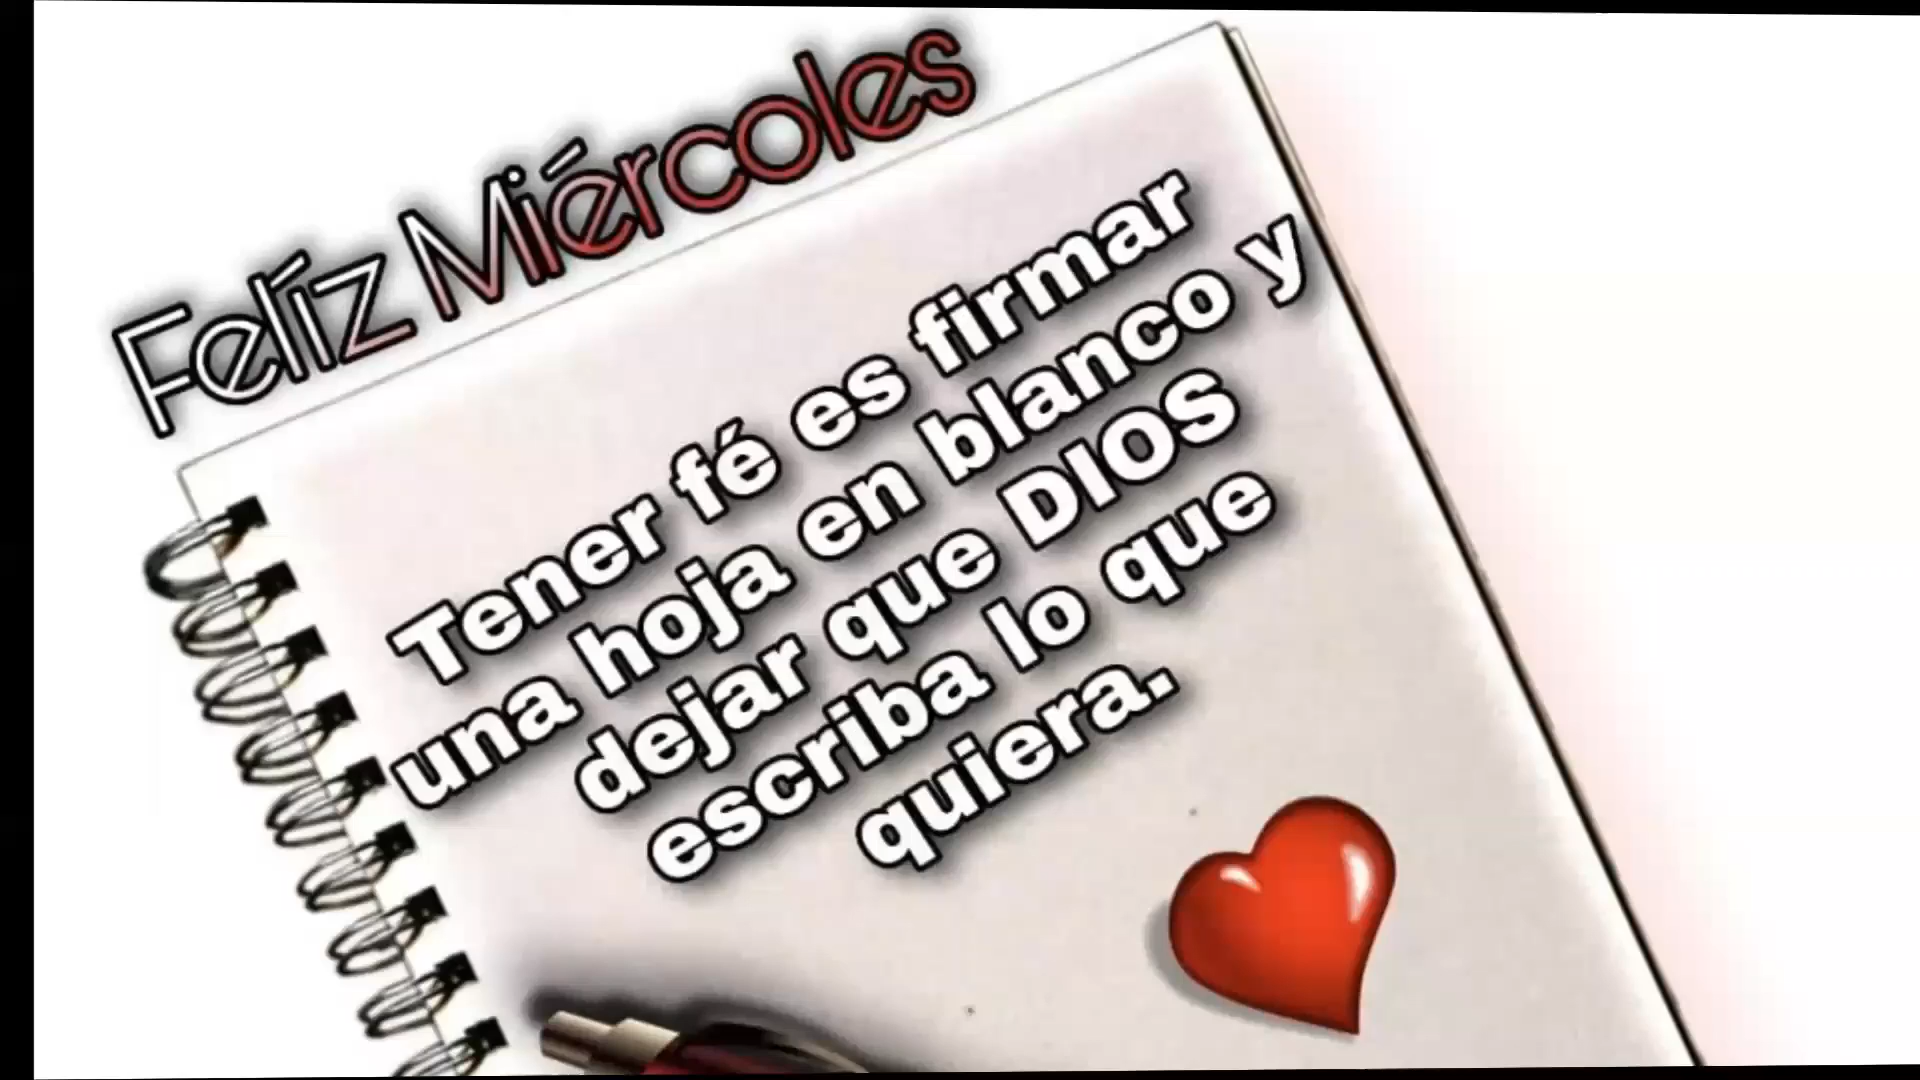 Felíz Miércoles
Tener fé es firmar
una hoja en blanco y
dejar que DIOS
escriba lo que
quiera.